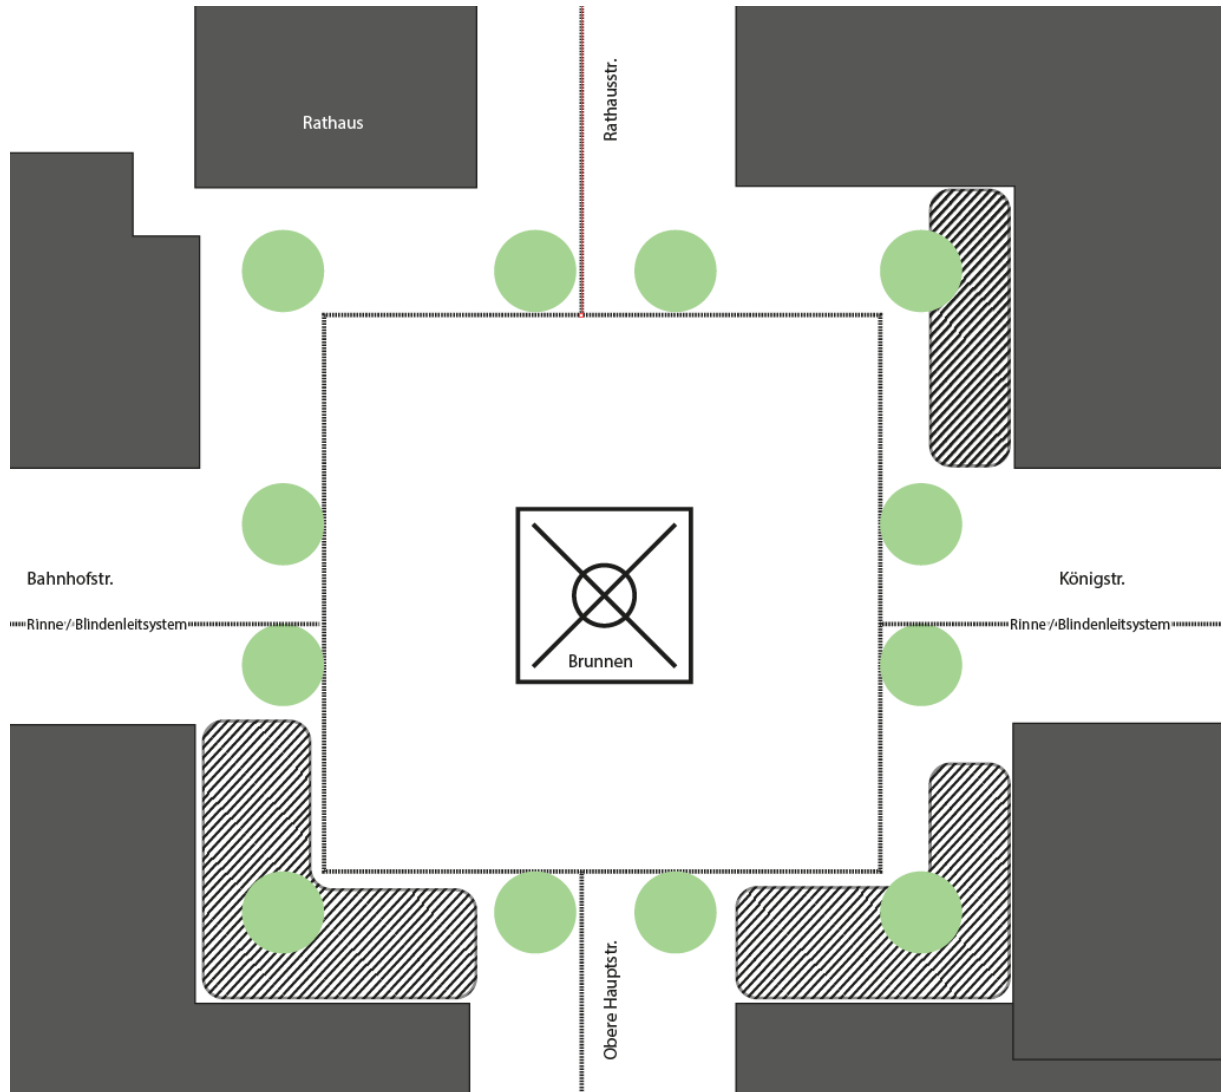 Rathaus
Rathausstr.
Bahnhofstr.
Rinne / Blindenleitsystem
Königstr.
Rinne / Blindenleitsystem
Brunnen
Obere Hauptstr.